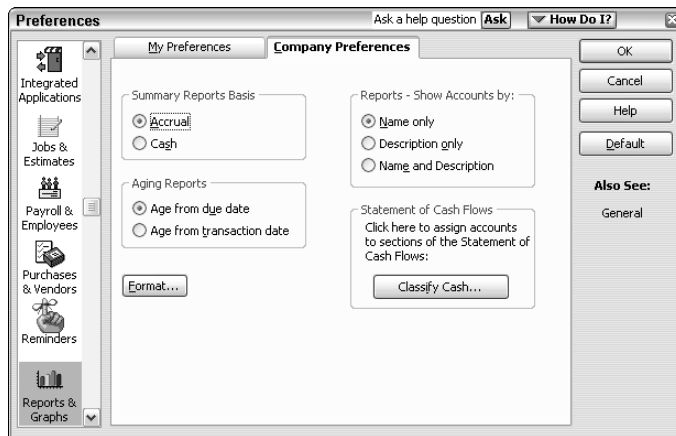 Preferences
Ask a help question Ask
How Do I?
Integrated
Applications
Jobs &
Estimates
Payroll &
Employees
Purchases
& Vendors
Reminders
Reports &
Graphs
My Preferences
Company Preferences
Summary Reports Basis
Accrual
Cash
Aging Reports
Age from due date
Age from transaction date
Format...
Reports - Show Accounts by:
Name only
Description only
Name and Description
Statement of Cash Flows
Click here to assign accounts
to sections of the Statement of
Cash Flows:
Classify Cash...
OK
Cancel
Help
Default
Also See:
General